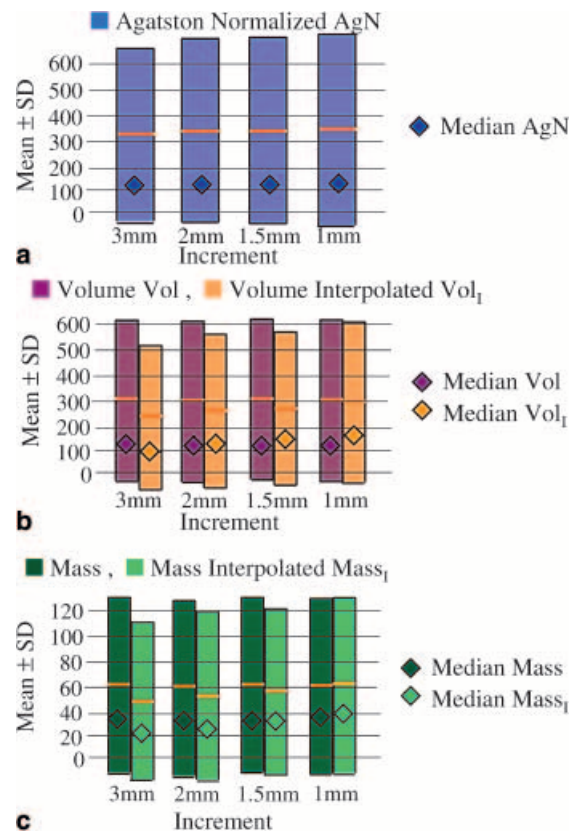 Agatston Normalized AgN
Mean ± SD
600
500
400
300
200
100
0
Median AgN
3mm 2mm 1.5mm 1mm
a
Increment
Volume Vol , Volume Interpolated Vol_I
Mean ± SD
600
500
400
300
200
100
0
Median Vol
Median Vol_I
3mm 2mm 1.5mm 1mm
b
Increment
Mass , Mass Interpolated Mass_I
Mean ± SD
120
100
80
60
40
20
0
Median Mass
Median Mass_I
3mm 2mm 1.5mm 1mm
c
Increment